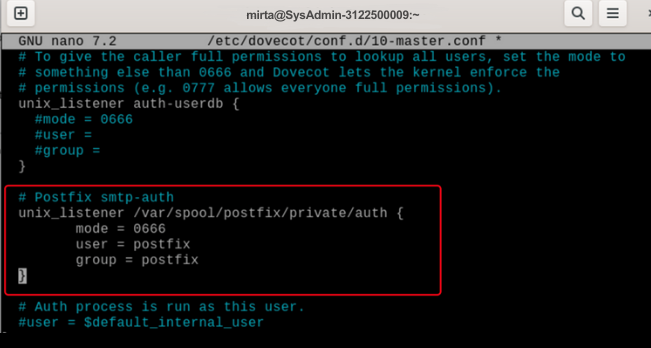 mirta@SysAdmin-3122500009:~
GNU nano 7.2 /etc/dovecot/conf.d/10-master.conf *
# To give the caller full permissions to lookup all users, set the mode to
# something else than 0666 and Dovecot lets the kernel enforce the
# permissions (e.g. 0777 allows everyone full permissions).
unix_listener auth-userdb {
#mode = 0666
#user =
#group =
}
# Postfix smtp-auth
unix_listener /var/spool/postfix/private/auth {
mode = 0666
user = postfix
group = postfix
}
# Auth process is run as this user.
#user = $default_internal_user